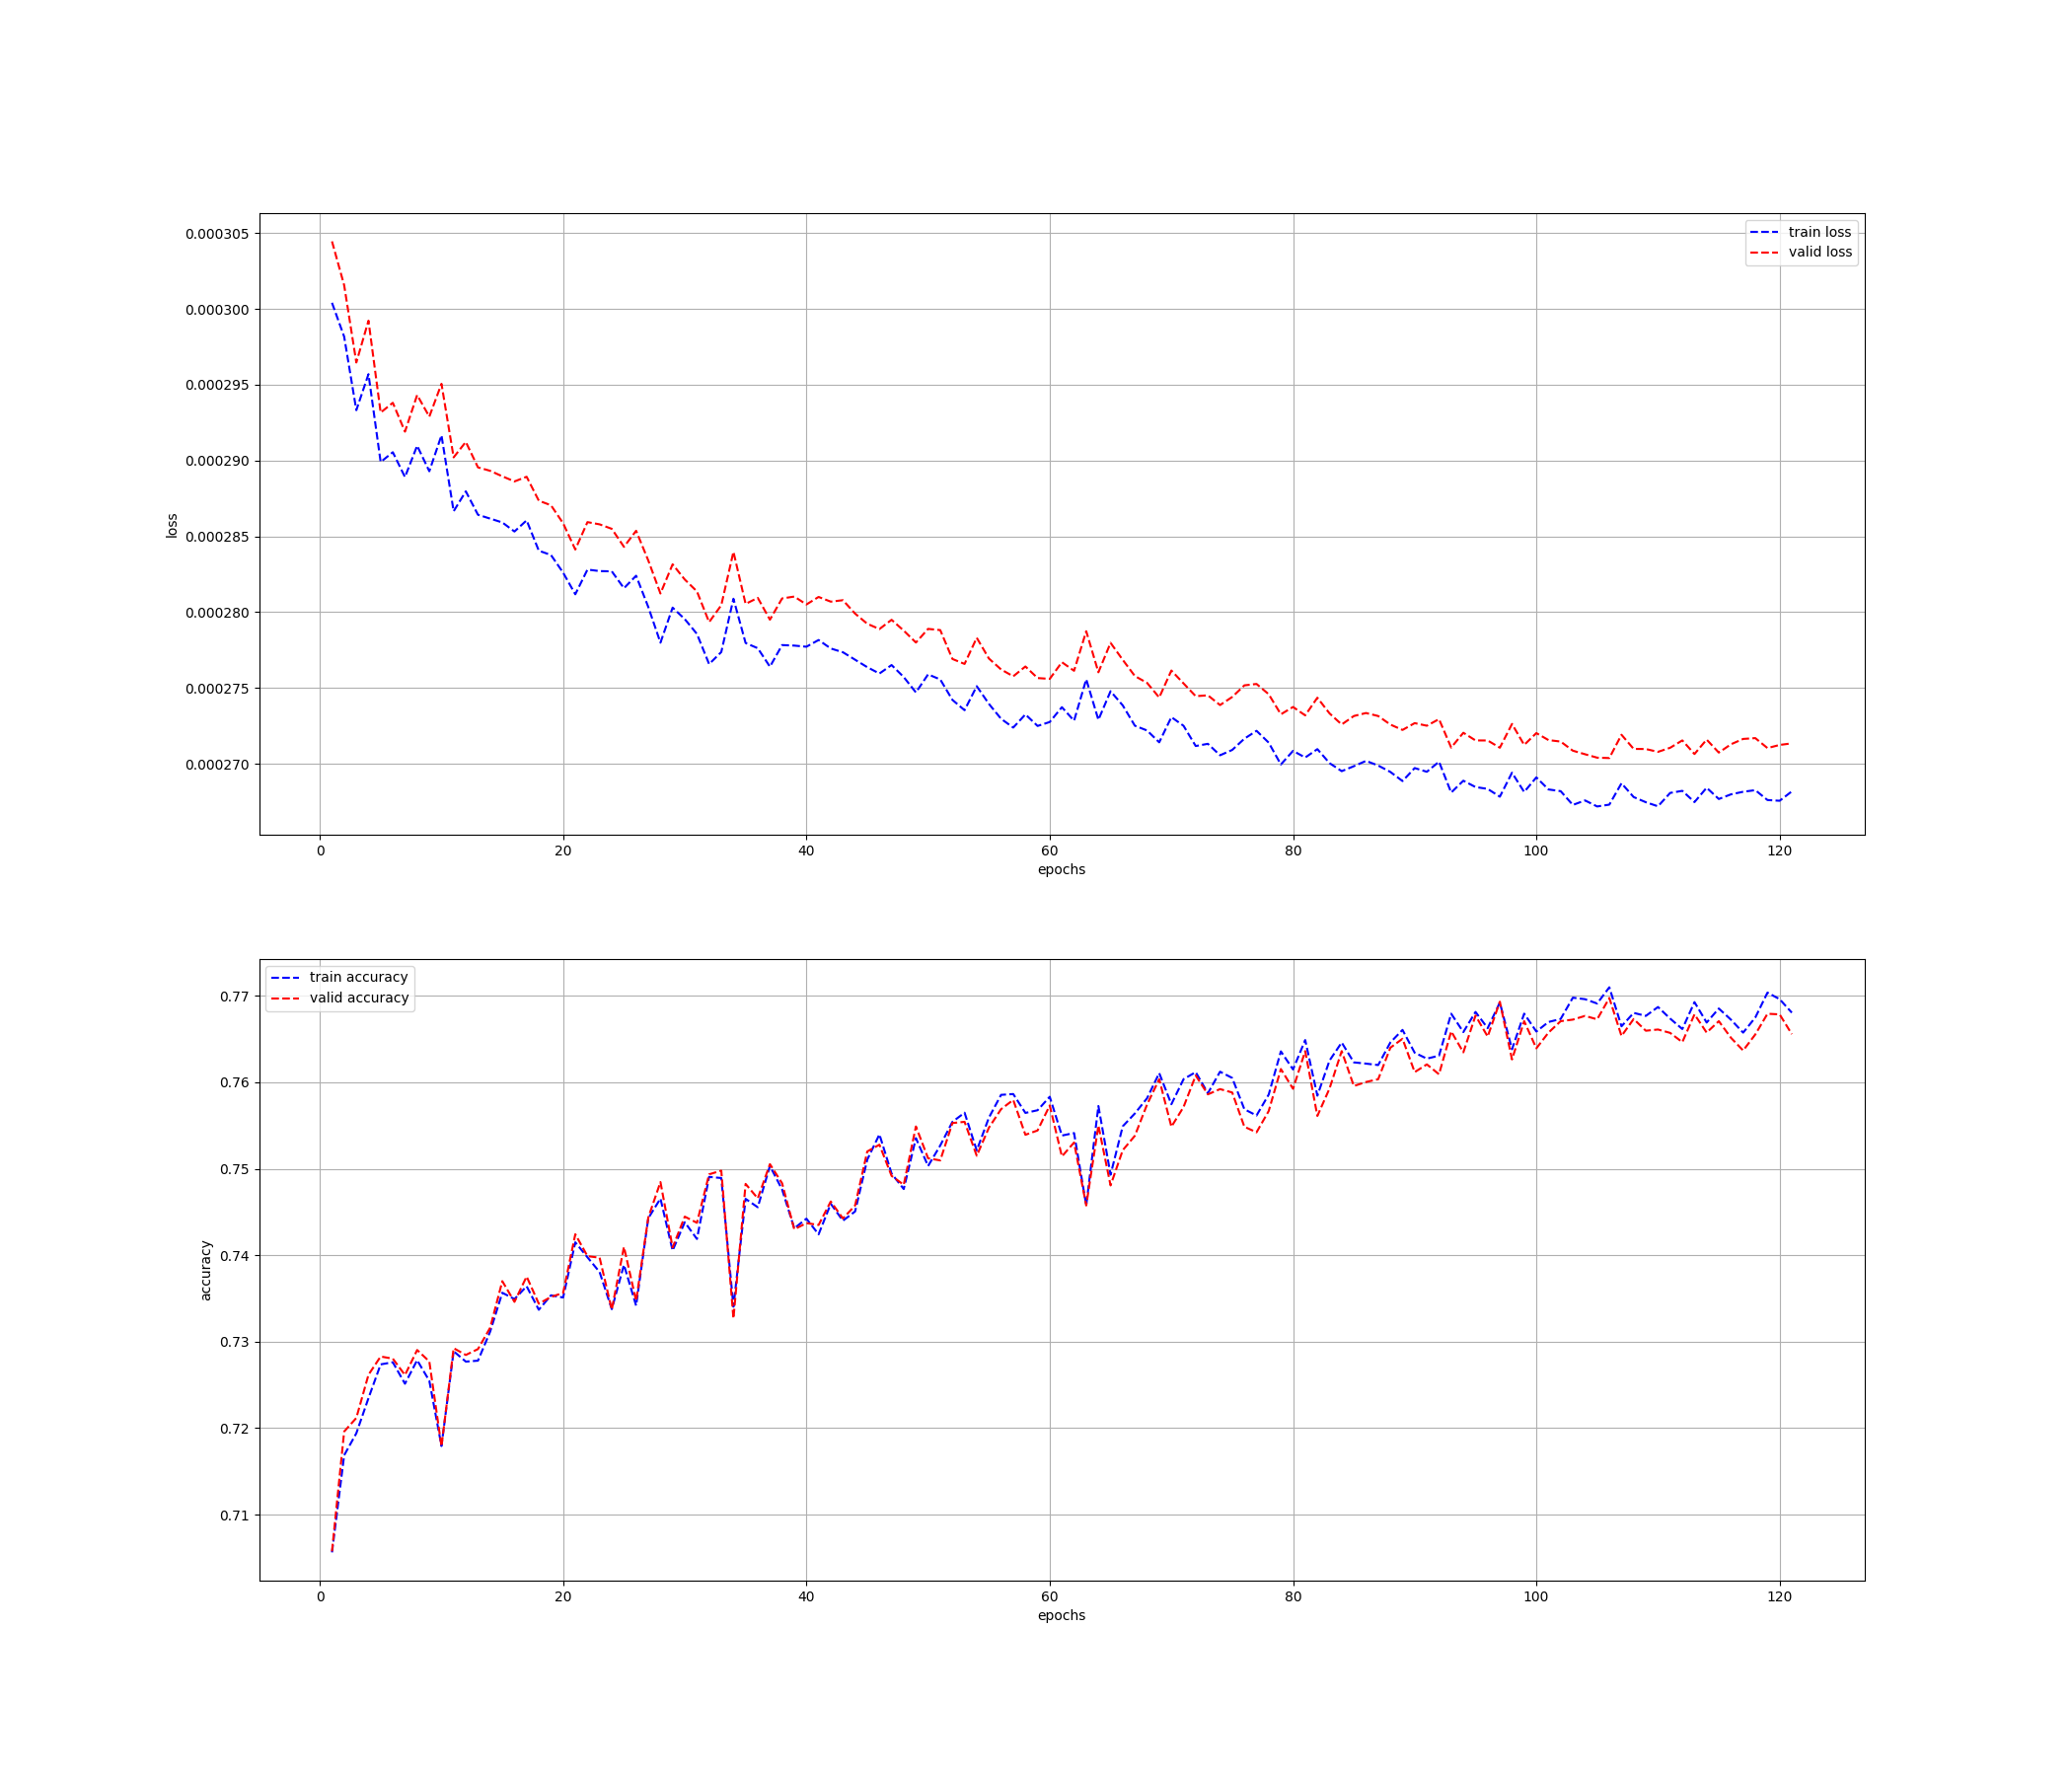 0.000305
0.000300
0.000295
0.000290
0.000285
0.000280
0.000275
0.000270
loss
train loss
valid loss
0 20 40 60 80 100 120
epochs
train accuracy
valid accuracy
0.77
0.76
0.75
0.74
0.73
0.72
0.71
accuracy
0 20 40 60 80 100 120
epochs